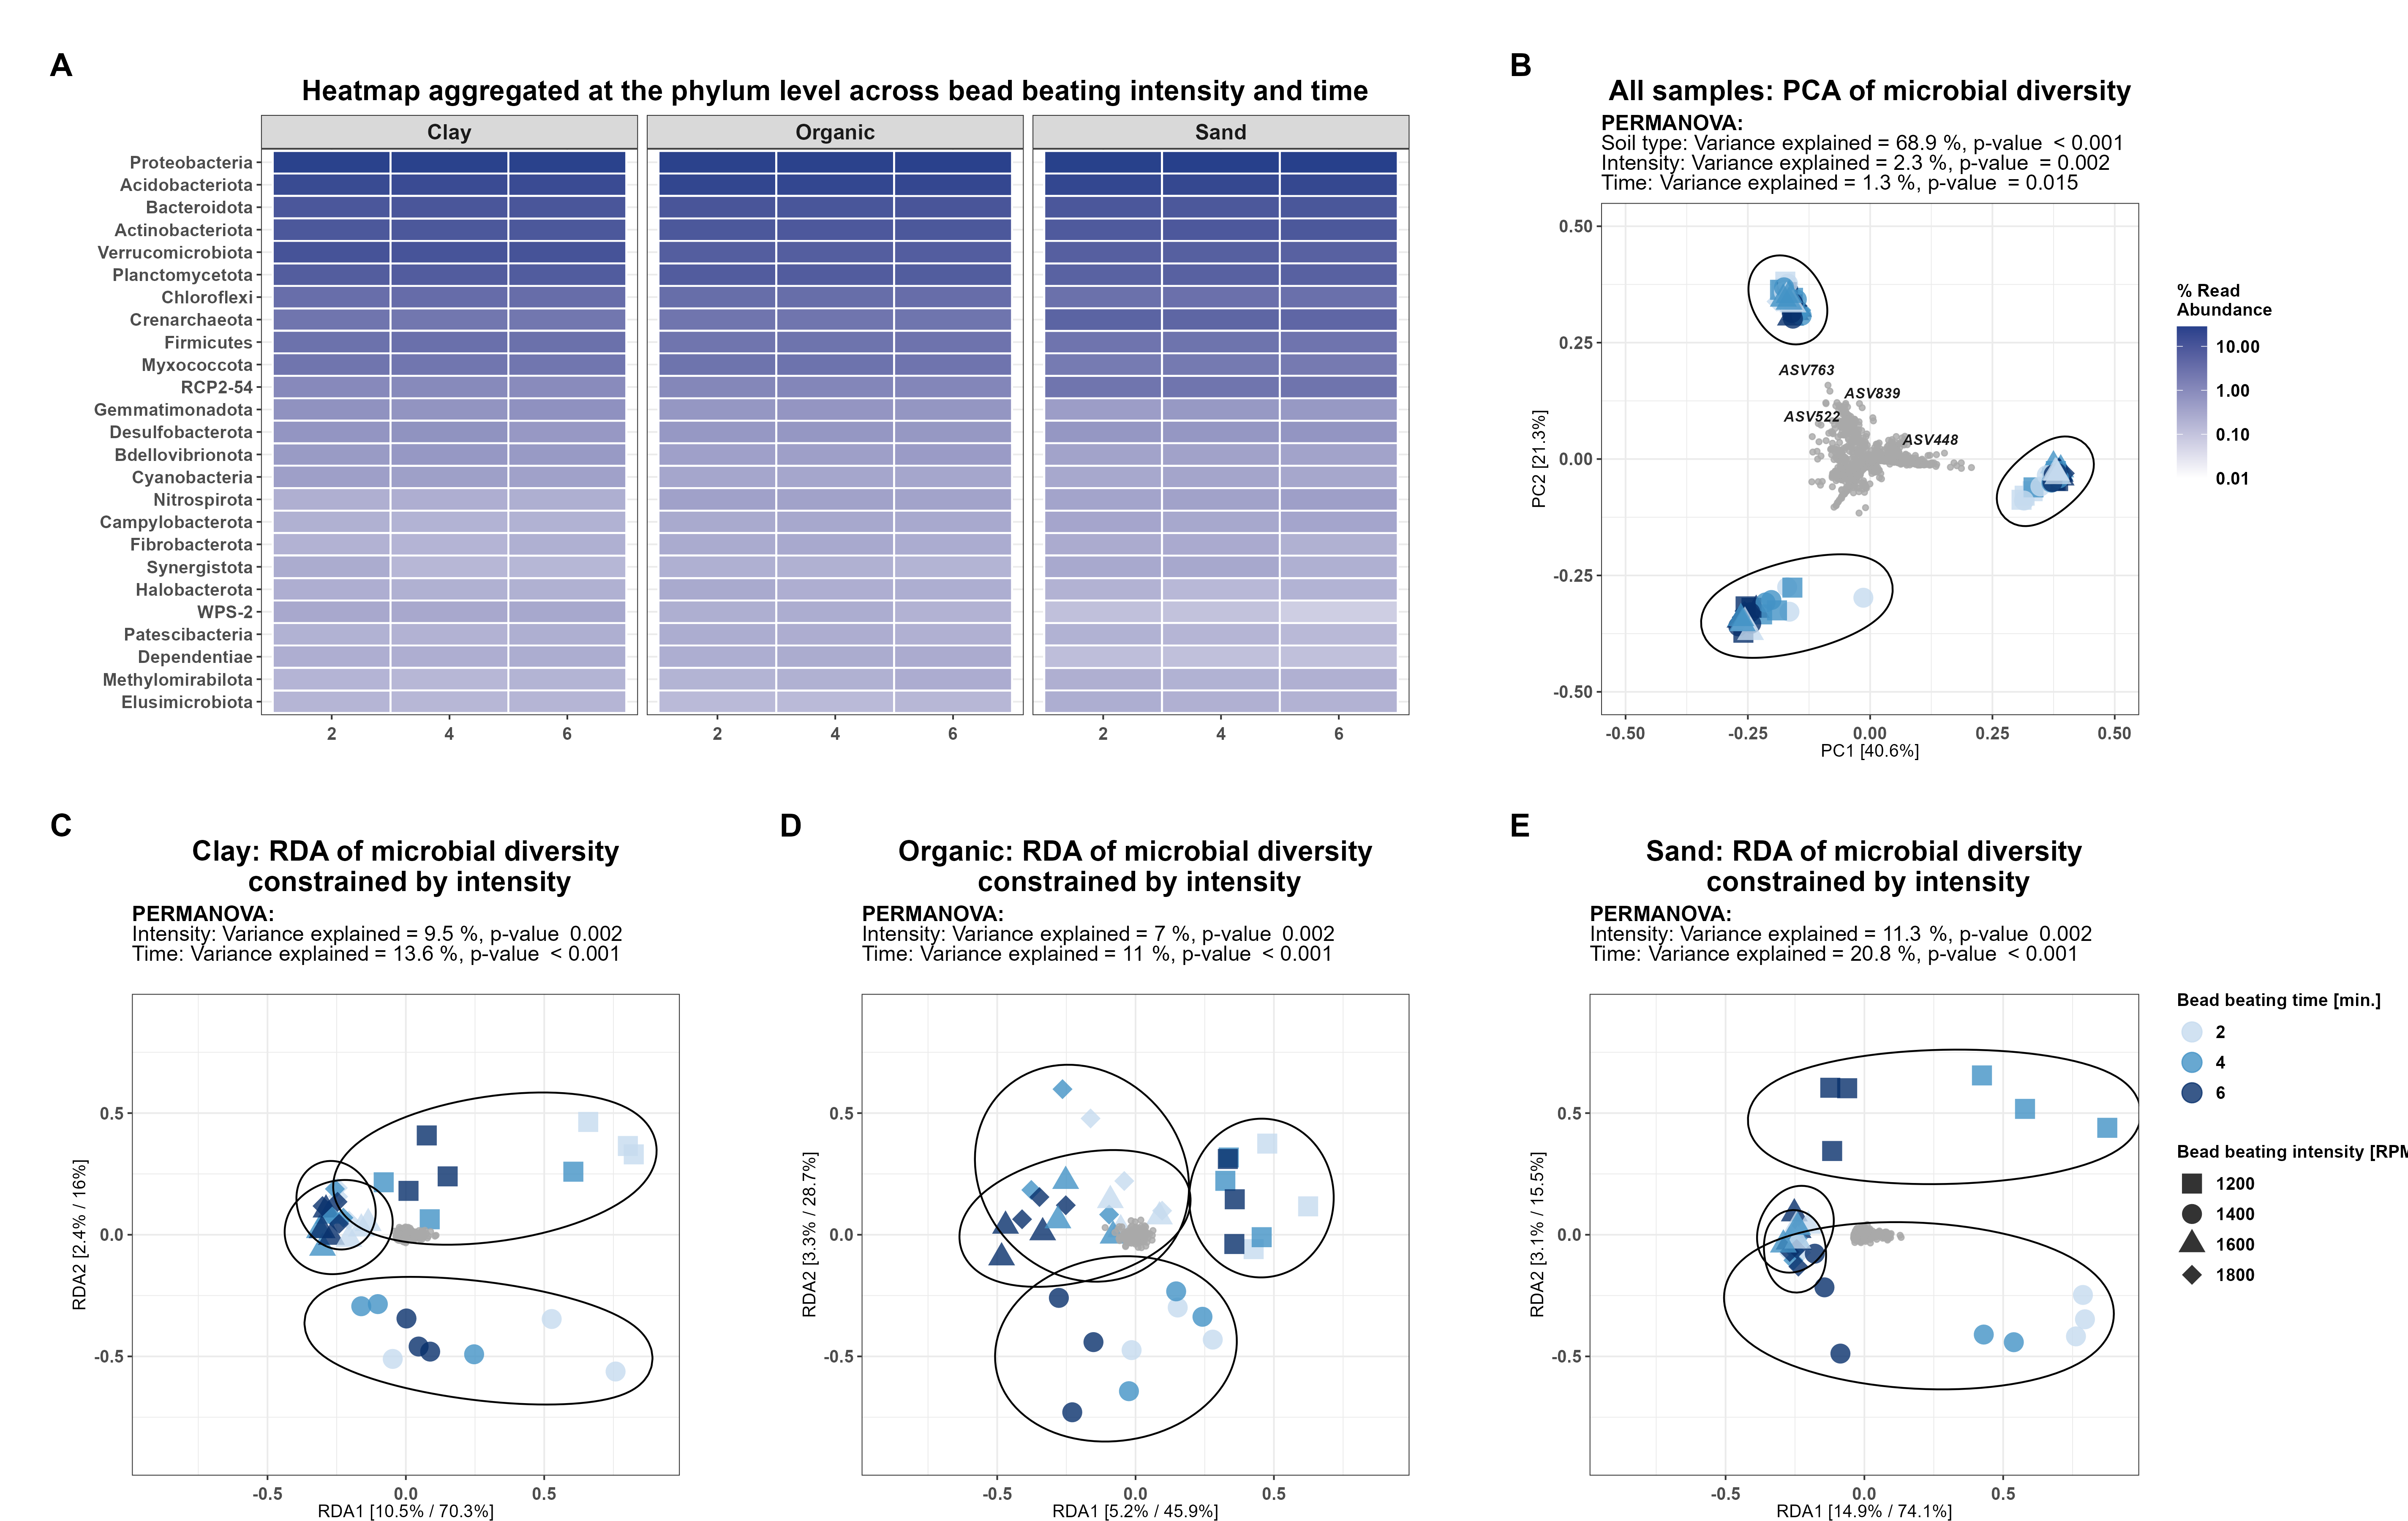 A
Heatmap aggregated at the phylum level across bead beating intensity and time
Clay
Organic
Sand
Proteobacteria
Acidobacteriota
Bacteroidota
Actinobacteriota
Verrucomicrobiota
Planctomycetota
Chloroflexi
Crenarchaeota
Firmicutes
Myxococcota
RCP2-54
Gemmatimonadota
Desulfobacterota
Bdellovibrionota
Cyanobacteria
Nitrospirota
Campylobacterota
Fibrobacterota
Synergistota
Halobacterota
WPS-2
Patescibacteria
Dependentiae
Methylomirabilota
Elusimicrobiota
2 4 6
2 4 6
2 4 6
B
All samples: PCA of microbial diversity
PERMANOVA:
Soil type: Variance explained = 68.9 %, p-value < 0.001
Intensity: Variance explained = 2.3 %, p-value = 0.002
Time: Variance explained = 1.3 %, p-value = 0.015
PC2 [21.3%]
0.50
0.25
0.00
-0.25
-0.50
ASV763
ASV839
ASV522
ASV448
-0.50 -0.25 0.00 0.25 0.50
PC1 [40.6%]
% Read
Abundance
10.00
1.00
0.10
0.01
C
Clay: RDA of microbial diversity
constrained by intensity
PERMANOVA:
Intensity: Variance explained = 9.5 %, p-value 0.002
Time: Variance explained = 13.6 %, p-value < 0.001
RDA2 [2.4% / 16%]
0.5
0.0
-0.5
-0.5 0.0 0.5
RDA1 [10.5% / 70.3%]
D
Organic: RDA of microbial diversity
constrained by intensity
PERMANOVA:
Intensity: Variance explained = 7 %, p-value 0.002
Time: Variance explained = 11 %, p-value < 0.001
RDA2 [3.3% / 28.7%]
0.5
0.0
-0.5
-0.5 0.0 0.5
RDA1 [5.2% / 45.9%]
E
Sand: RDA of microbial diversity
constrained by intensity
PERMANOVA:
Intensity: Variance explained = 11.3 %, p-value 0.002
Time: Variance explained = 20.8 %, p-value < 0.001
RDA2 [3.1% / 15.5%]
0.5
0.0
-0.5
-0.5 0.0 0.5
RDA1 [14.9% / 74.1%]
Bead beating time [min.]
2
4
6
Bead beating intensity [RPM
1200
1400
1600
1800